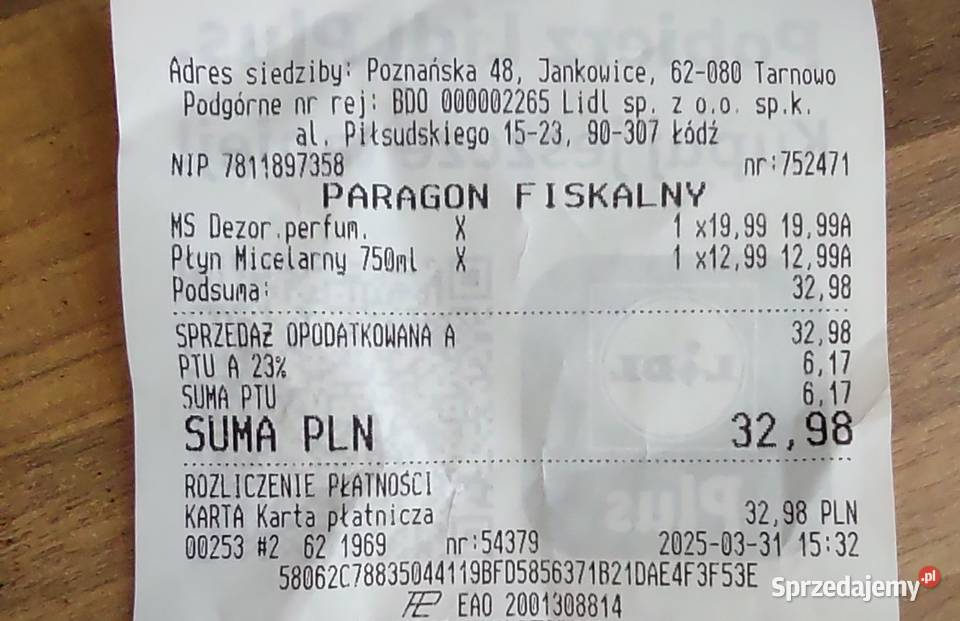 Adres siedziby: Poznańska 48, Jankowice, 62-080 Tarnowo
Podgórne nr rej: BDO 000002265 Lidl sp. z o.o. sp.k.
al. Piłsudskiego 15-23, 90-307 Łódź
NIP 7811897358 nr:752471
PARAGON FISKALNY
MS Dezor.perfum. X 1 x19,99 19,99A
Płyn Micelarny 750ml X 1 x12,99 12,99A
Podsuma: 32,98
SPRZEDAŻ OPODATKOWANA A 32,98
PTU A 23% 6,17
SUMA PTU 6,17
SUMA PLN 32,98
ROZLICZENIE PŁATNOŚCI
KARTA Karta płatnicza 32,98 PLN
00253 #2 62 1969 nr:54379 2025-03-31 15:32
58062C78835044119BFD5856371B21DAE4F3F53E
EAO 2001308814
Sprzedajemy.pl